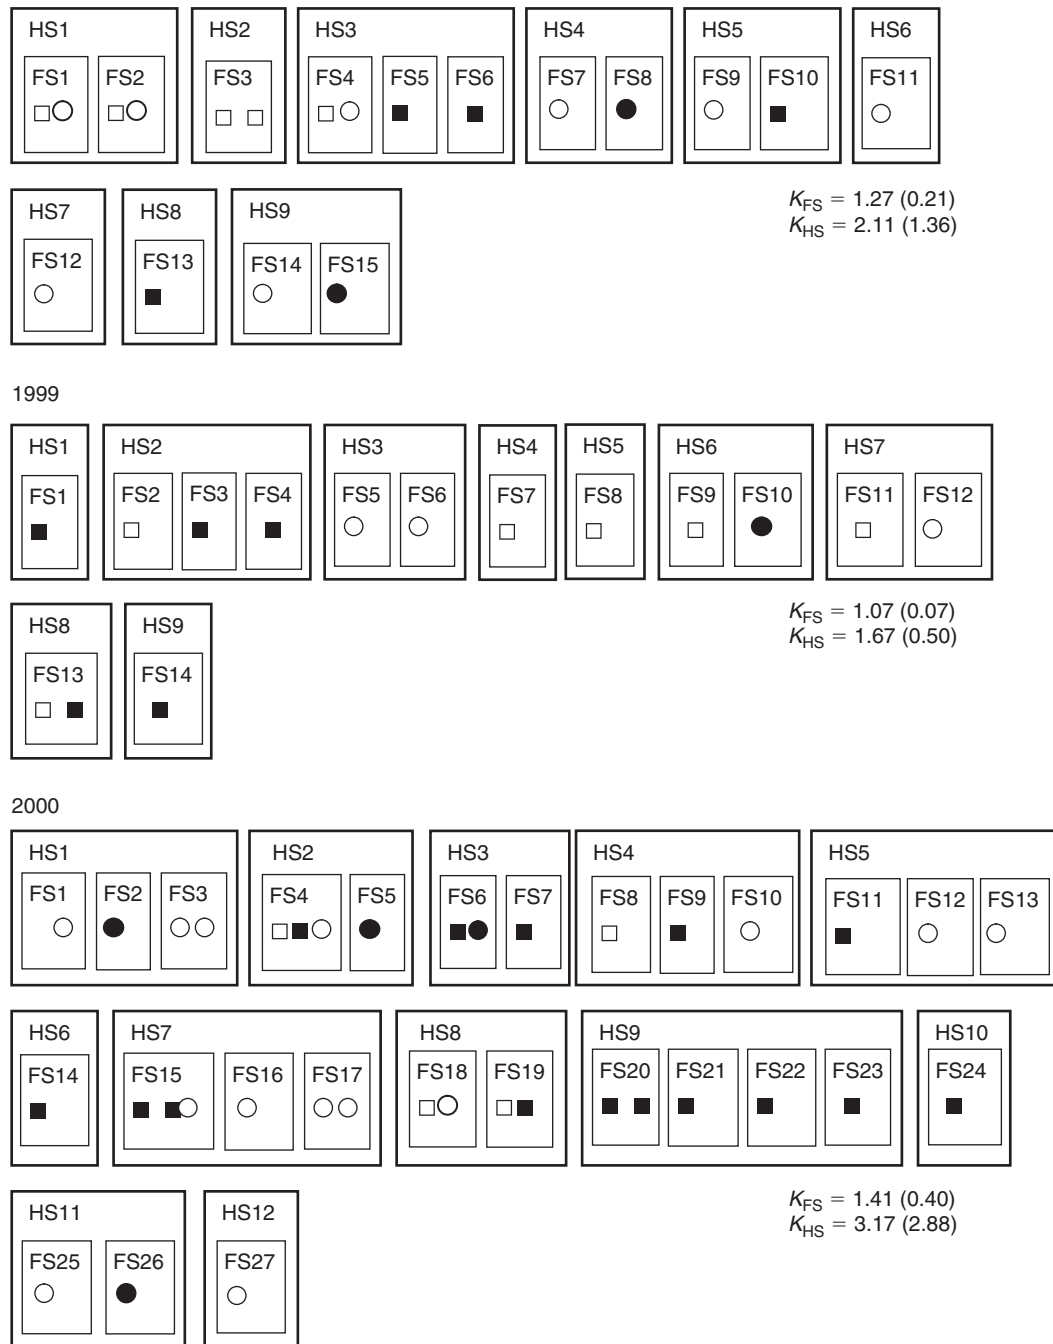 HS1 HS2 HS3 HS4 HS5 HS6
FS1 FS2 FS3 FS4 FS5 FS6 FS7 FS8 FS9 FS10 FS11
K_FS = 1.27 (0.21)
K_HS = 2.11 (1.36)
HS7 HS8 HS9
FS12 FS13 FS14 FS15
1999
HS1 HS2 HS3 HS4 HS5 HS6 HS7
FS1 FS2 FS3 FS4 FS5 FS6 FS7 FS8 FS9 FS10 FS11 FS12
K_FS = 1.07 (0.07)
K_HS = 1.67 (0.50)
HS8 HS9
FS13 FS14
2000
HS1 HS2 HS3 HS4 HS5
FS1 FS2 FS3 FS4 FS5 FS6 FS7 FS8 FS9 FS10 FS11 FS12 FS13
HS6 HS7 HS8 HS9 HS10
FS14 FS15 FS16 FS17 FS18 FS19 FS20 FS21 FS22 FS23 FS24
K_FS = 1.41 (0.40)
K_HS = 3.17 (2.88)
HS11 HS12
FS25 FS26 FS27